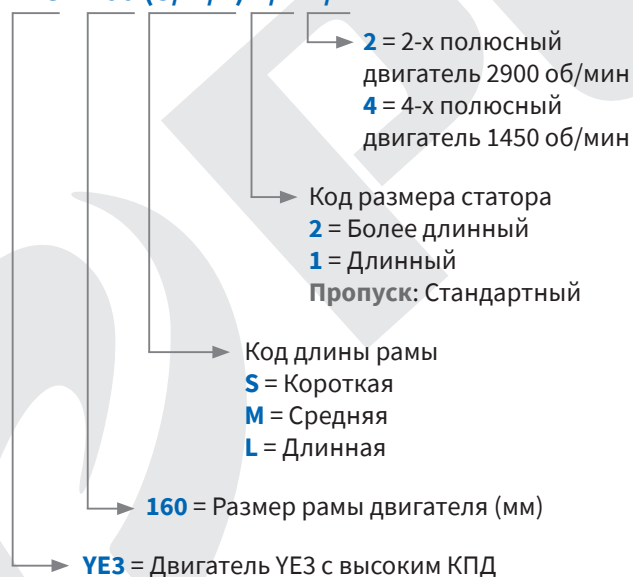 2 = 2-х полюсный
двигатель 2900 об/мин
4 = 4-х полюсный
двигатель 1450 об/мин
Код размера статора
2 = Более длинный
1 = Длинный
Пропуск: Стандартный
Код длины рамы
S = Короткая
M = Средняя
L = Длинная
160 = Размер рамы двигателя (мм)
YE3 = Двигатель YE3 с высоким КПД